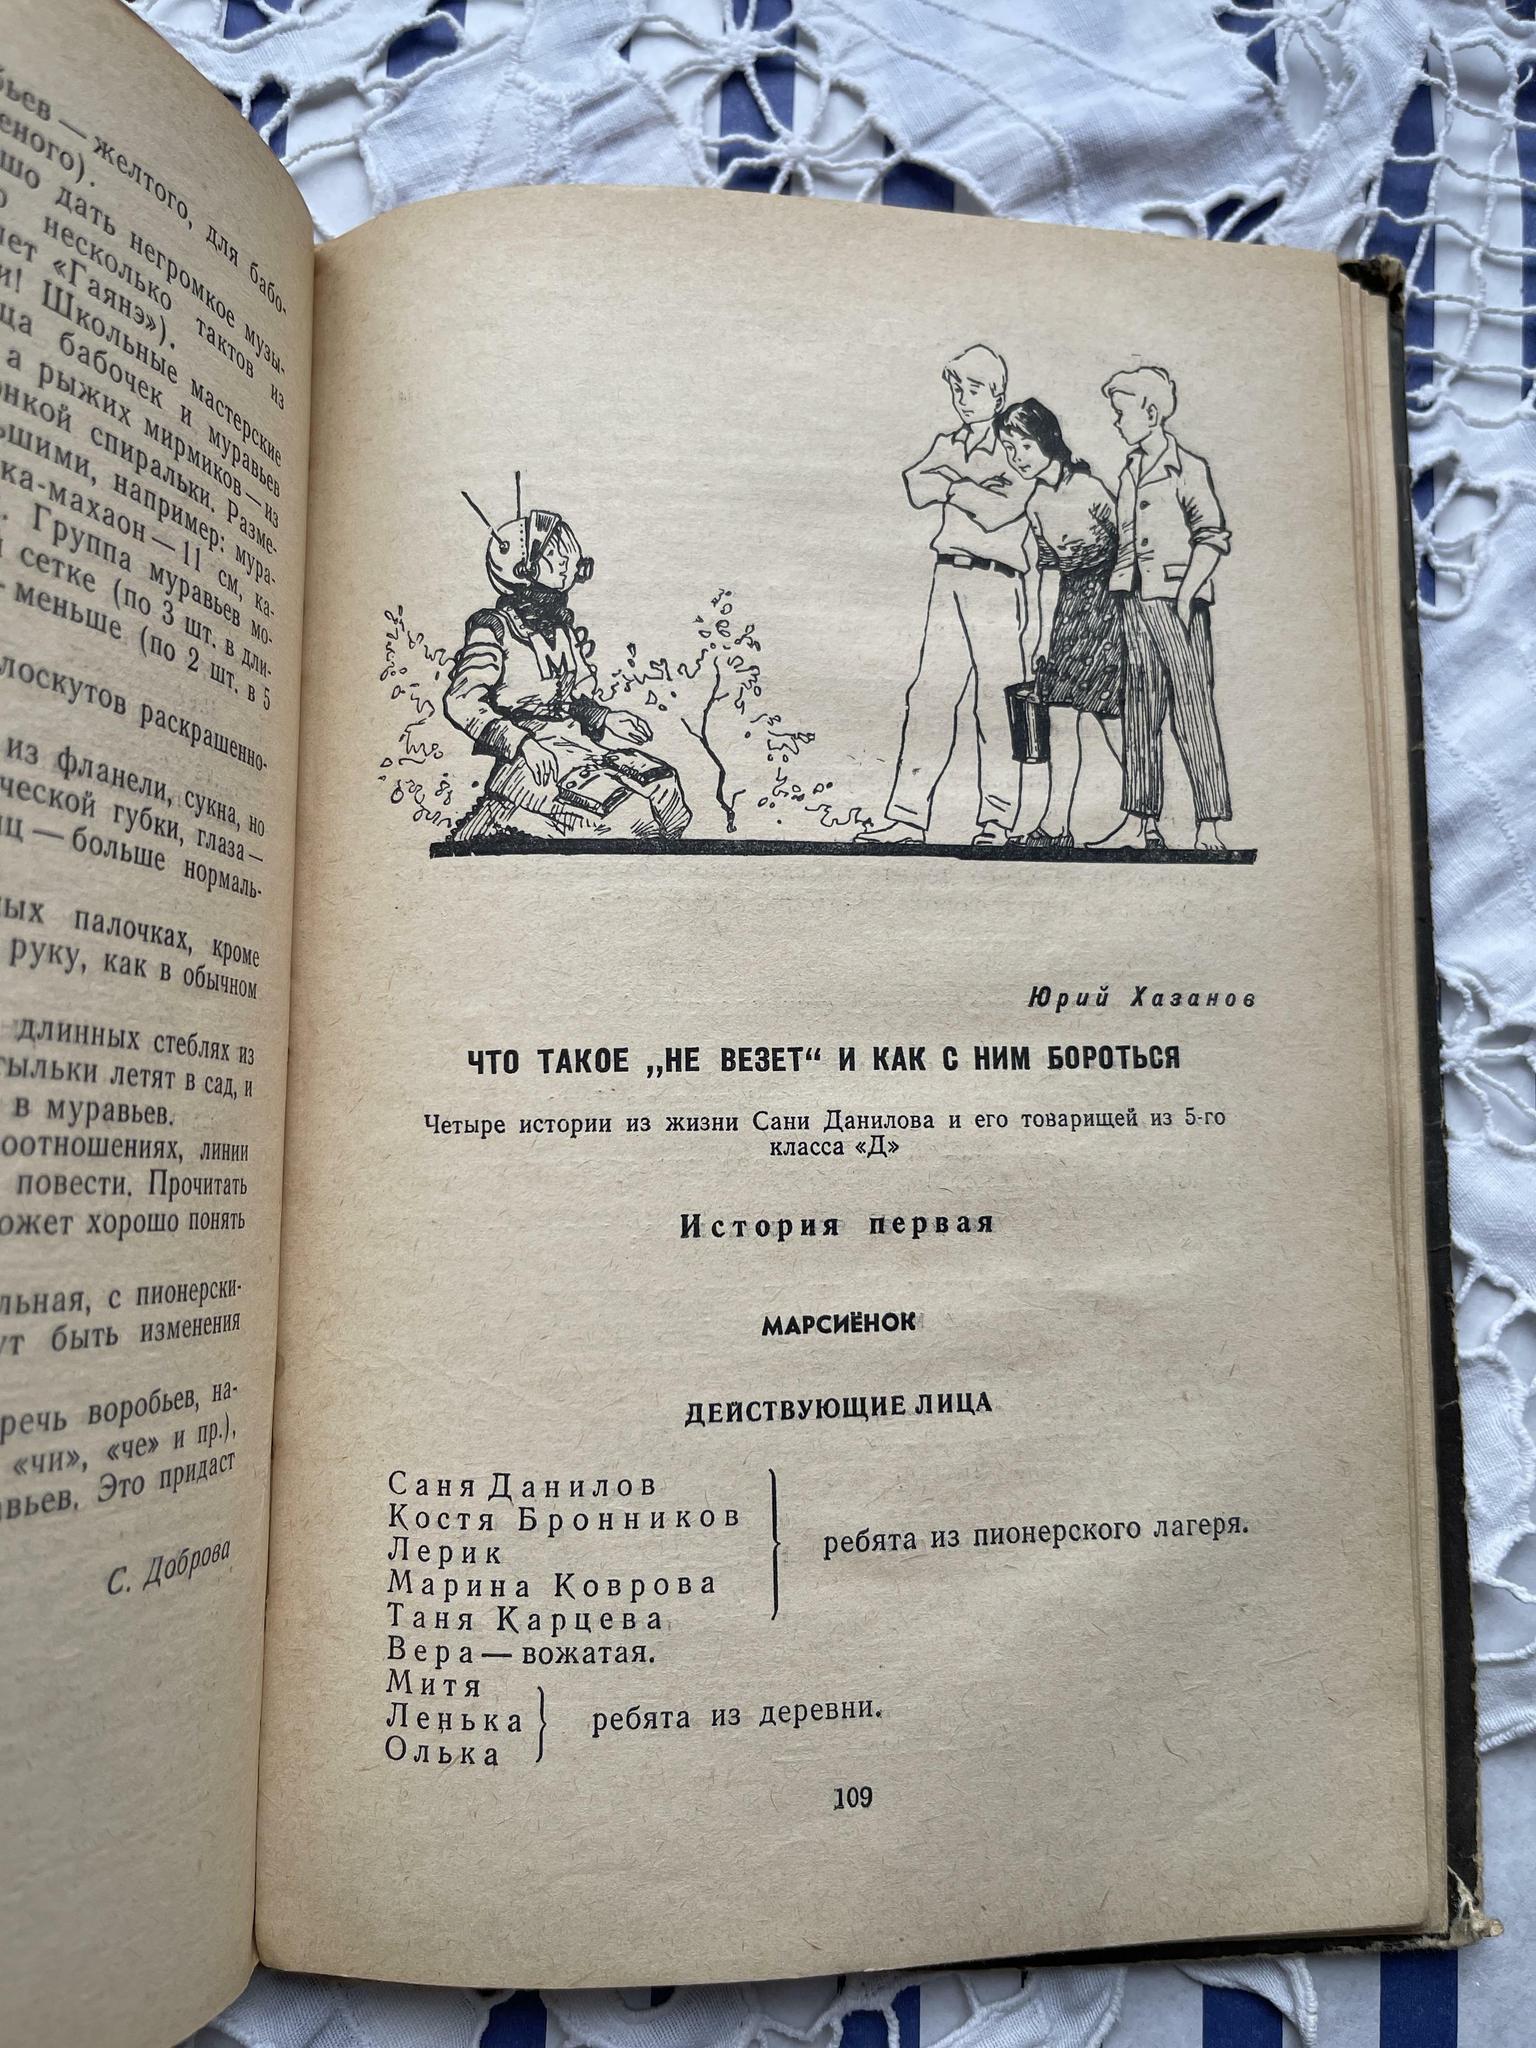 желтого, для бабо-
шо дать негромкое музы-
несколько тактов из
«Гаянэ»).
и! Школьные мастерские
бабочек и муравьев
а рыжих мирмиков — из
спиральки. Разме-
например: мура-
ка-махаон — 11 см, ка-
Группа муравьев мо-
сетке (по 3 шт. в дли-
меньше (по 2 шт. в 5
лоскутов раскрашенно-
из фланели, сукна, но
ческой губки, глаза —
иц — больше нормаль-
палочках, кроме
руку, как в обычном
длинных стеблях из
летят в сад, и
в муравьев.
линии
повести. Прочитать
хорошо понять
с пионерски-
быть изменения
речь воробьев, на-
«чи», «че» и пр.),
Это придаст
С. Доброва
М
Юрий Хазанов
ЧТО ТАКОЕ „НЕ ВЕЗЕТ“ И КАК С НИМ БОРОТЬСЯ
Четыре истории из жизни Сани Данилова и его товарищей из 5-го
класса «Д»
История первая
МАРСИЁНОК
ДЕЙСТВУЮЩИЕ ЛИЦА
Саня Данилов
Костя Бронников
Лерик
Марина Коврова
Таня Карцева
ребята из пионерского лагеря.
Вера — вожатая.
Митя
Ленька
Олька
ребята из деревни.
109